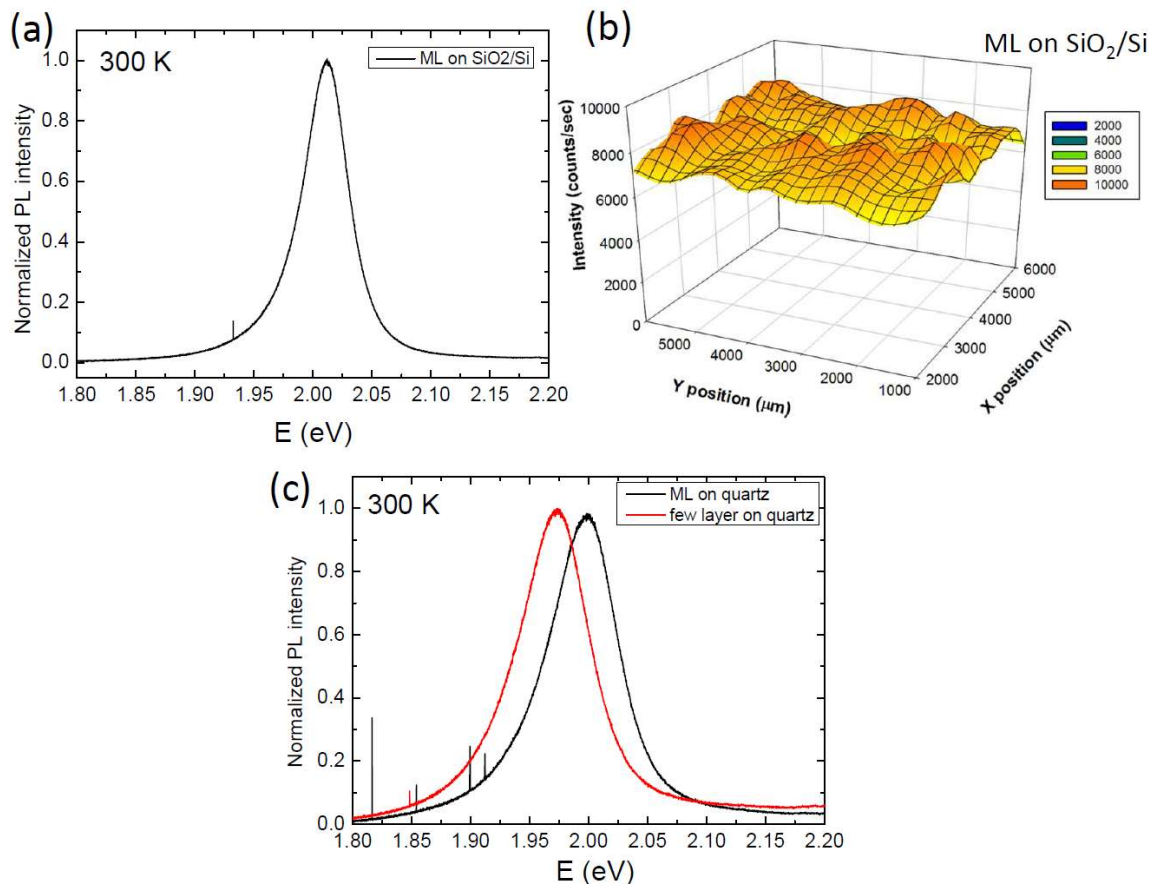 (a)
300 K
ML on SiO2/Si
Normalized PL intensity
1.0
0.8
0.6
0.4
0.2
0.0
1.80 1.85 1.90 1.95 2.00 2.05 2.10 2.15 2.20
E (eV)
(b)
ML on SiO₂/Si
Intensity (counts/sec)
10000
8000
6000
4000
2000
0
5000 4000 3000 2000 1000
Y position (μm)
2000 3000 4000 5000 6000
X position (μm)
2000
4000
6000
8000
10000
(c)
300 K
ML on quartz
few layer on quartz
Normalized PL intensity
1.0
0.8
0.6
0.4
0.2
0.0
1.80 1.85 1.90 1.95 2.00 2.05 2.10 2.15 2.20
E (eV)